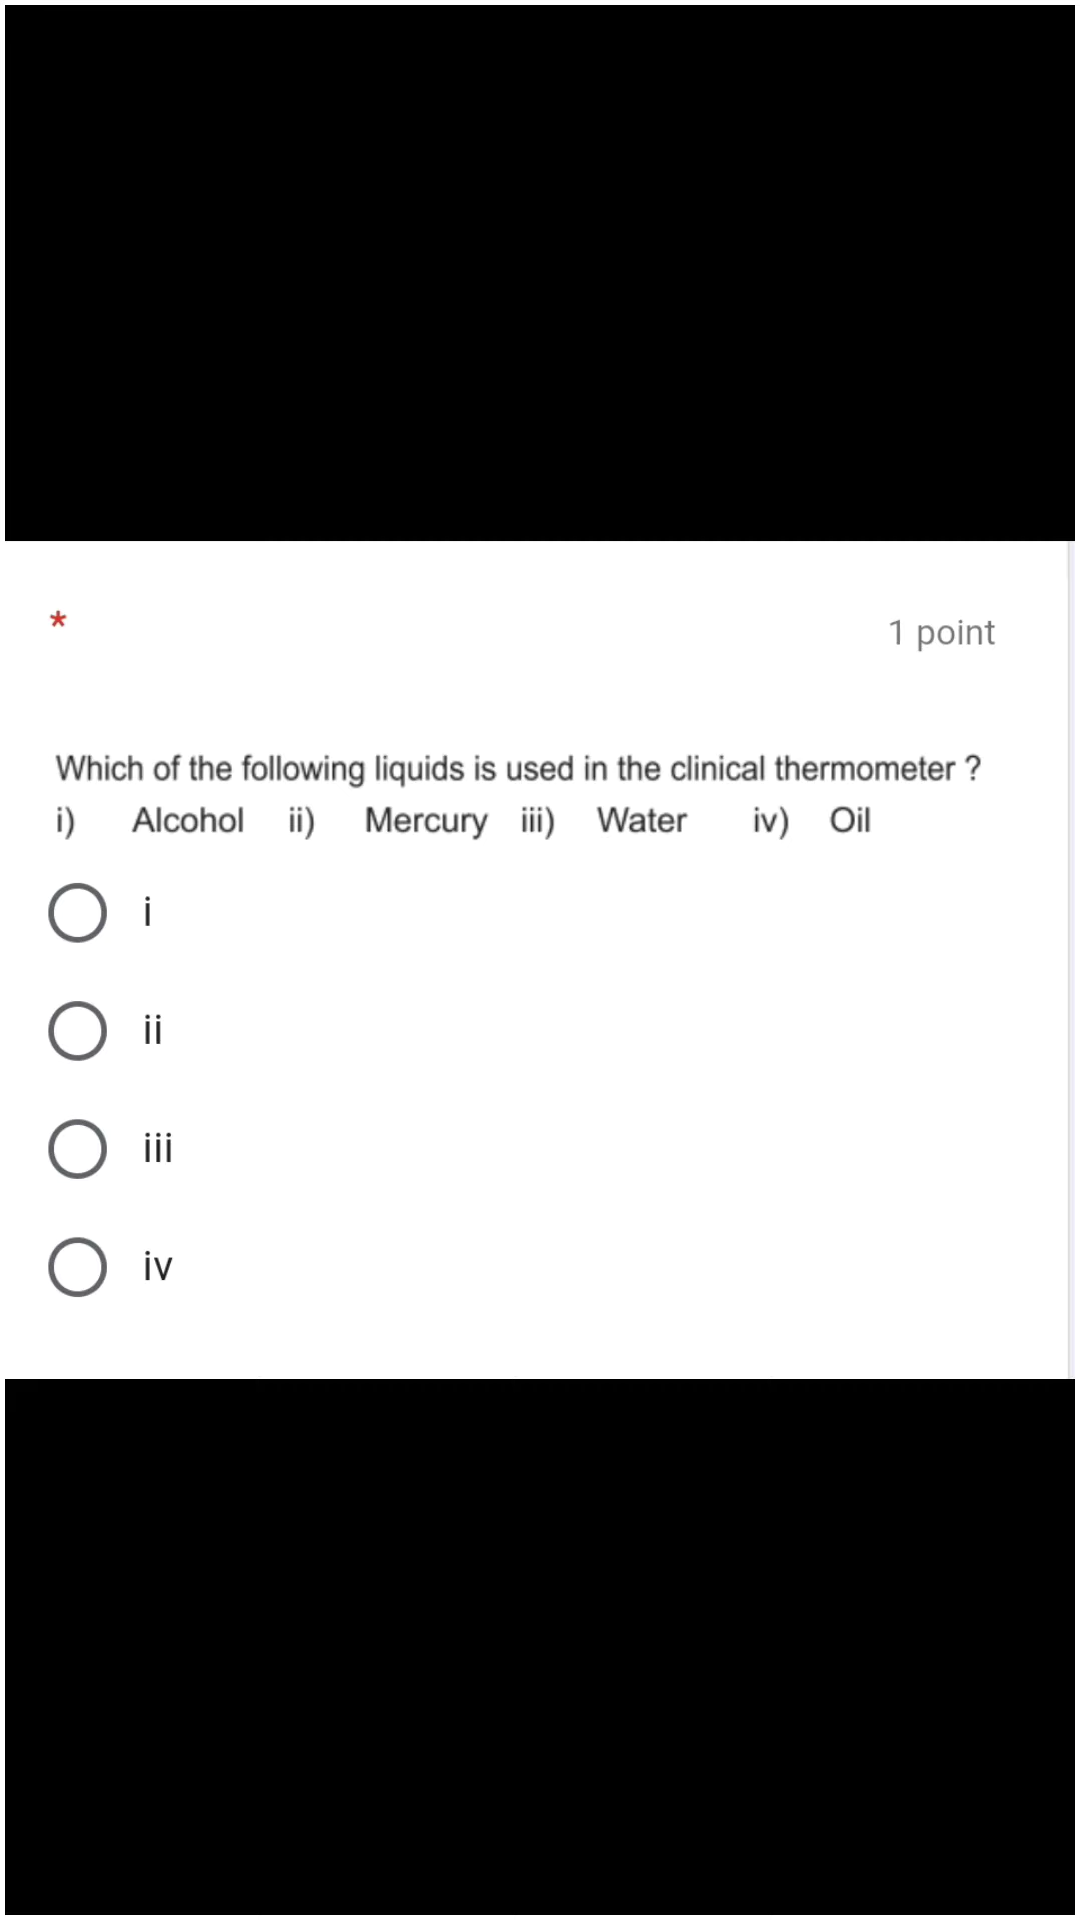 *
1 point
Which of the following liquids is used in the clinical thermometer ?
i) Alcohol ii) Mercury iii) Water iv) Oil
i
ii
iii
iv